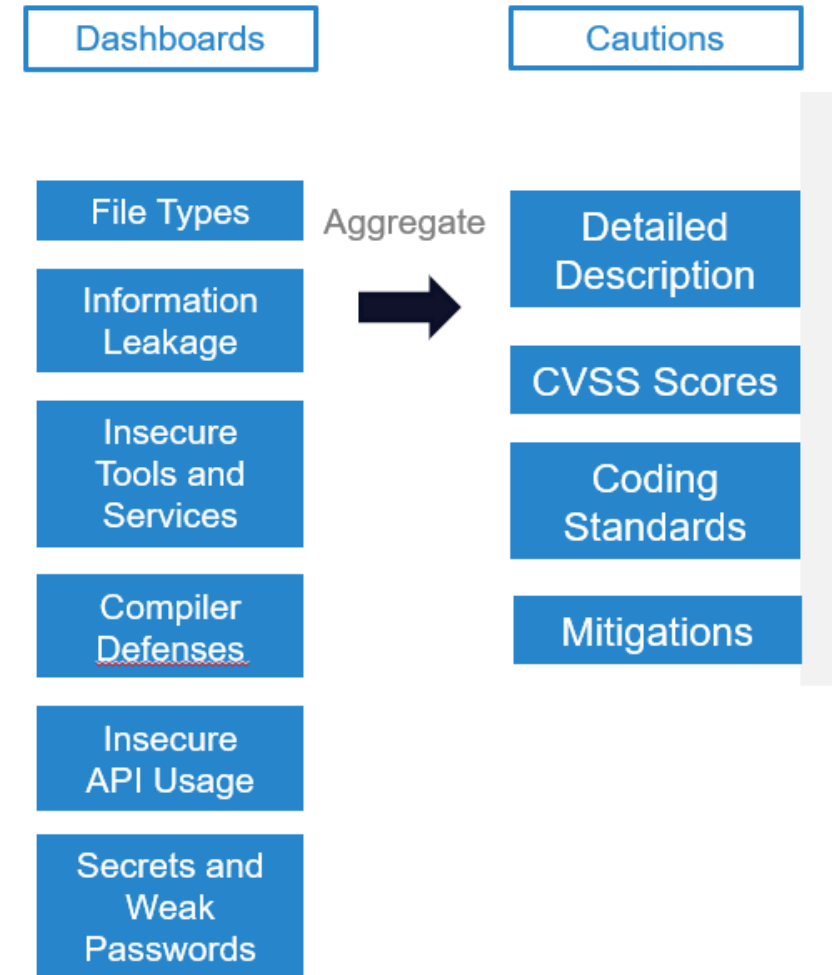 Dashboards
Cautions
File Types
Information
Leakage
Insecure
Tools and
Services
Compiler
Defenses
Insecure
API Usage
Secrets and
Weak
Passwords
Aggregate
Detailed
Description
CVSS Scores
Coding
Standards
Mitigations